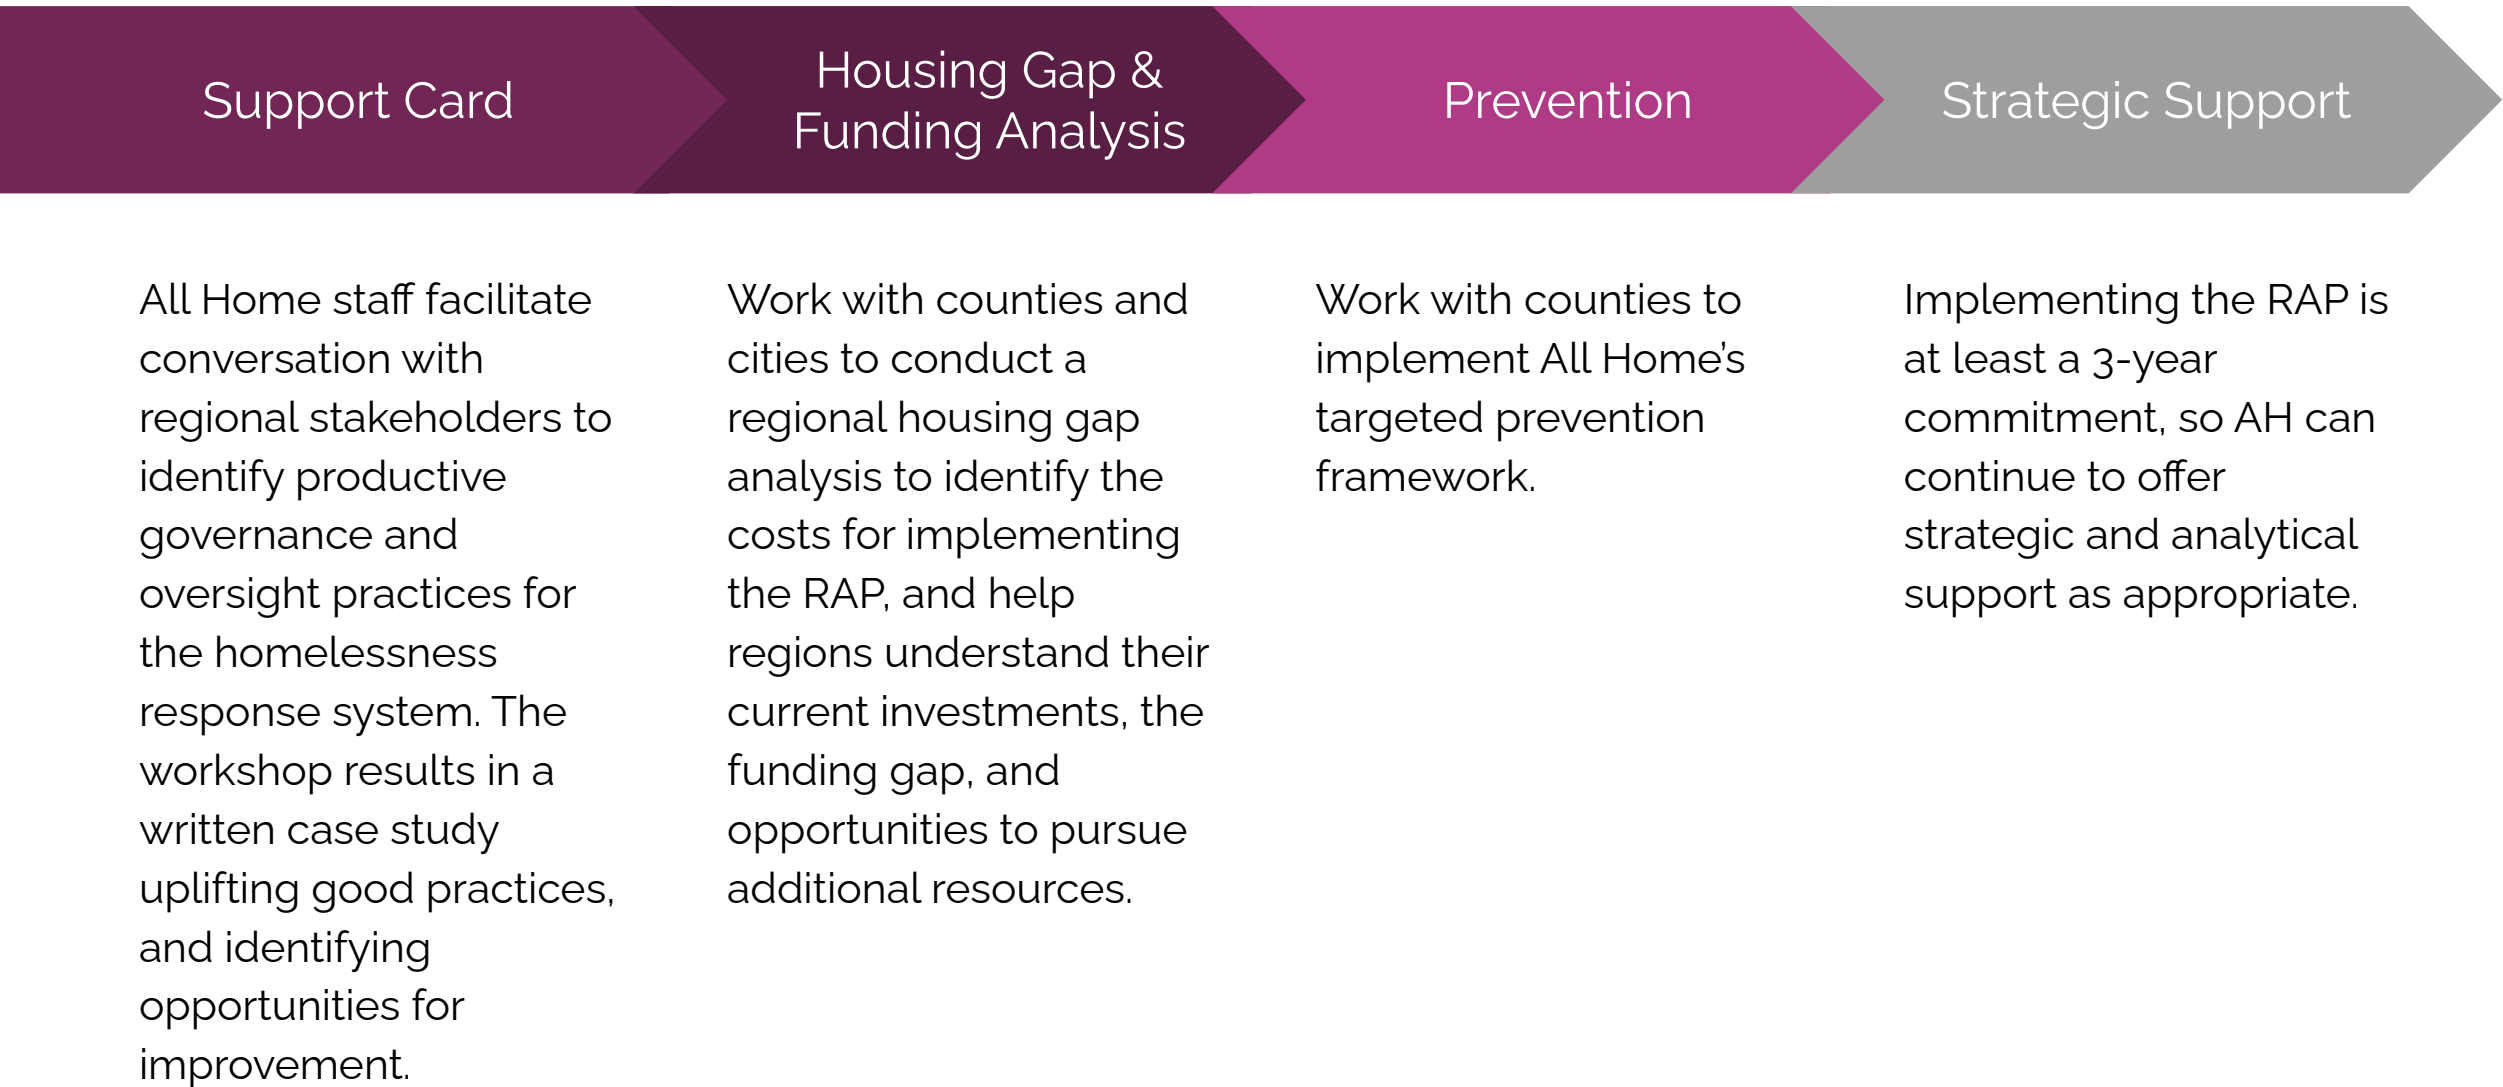 Support Card
Housing Gap &
Funding Analysis
Prevention
Strategic Support
All Home staff facilitate
conversation with
regional stakeholders to
identify productive
governance and
oversight practices for
the homelessness
response system. The
workshop results in a
written case study
uplifting good practices,
and identifying
opportunities for
improvement.
Work with counties and
cities to conduct a
regional housing gap
analysis to identify the
costs for implementing
the RAP, and help
regions understand their
current investments, the
funding gap, and
opportunities to pursue
additional resources.
Work with counties to
implement All Home’s
targeted prevention
framework.
Implementing the RAP is
at least a 3-year
commitment, so AH can
continue to offer
strategic and analytical
support as appropriate.